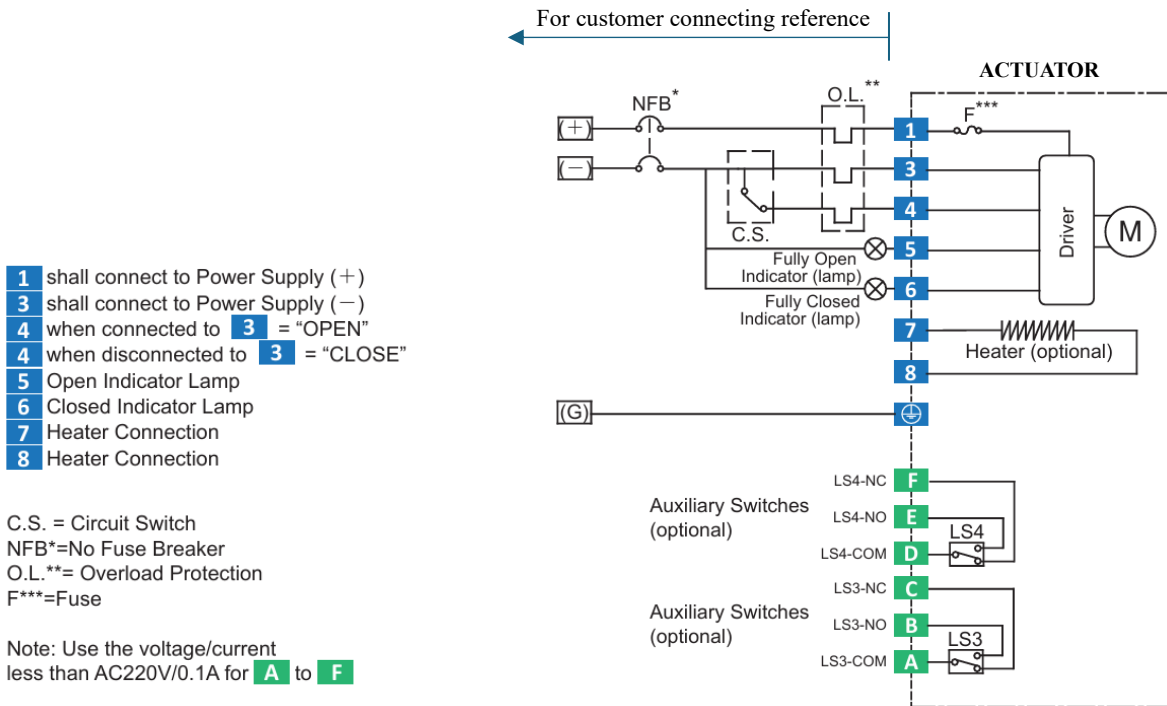 For customer connecting reference
ACTUATOR
NFB*
O.L.**
F***
(+)
1
(−)
3
4
C.S.
Driver
M
Fully Open
Indicator (lamp)
5
Fully Closed
Indicator (lamp)
6
7
Heater (optional)
8
(G)
1 shall connect to Power Supply (+)
3 shall connect to Power Supply (−)
4 when connected to 3 = “OPEN”
4 when disconnected to 3 = “CLOSE”
5 Open Indicator Lamp
6 Closed Indicator Lamp
7 Heater Connection
8 Heater Connection
C.S. = Circuit Switch
NFB*=No Fuse Breaker
O.L.**= Overload Protection
F***=Fuse
Note: Use the voltage/current
less than AC220V/0.1A for A to F
Auxiliary Switches
(optional)
LS4-NC F
LS4-NO E
LS4-COM D
LS4
Auxiliary Switches
(optional)
LS3-NC C
LS3-NO B
LS3-COM A
LS3